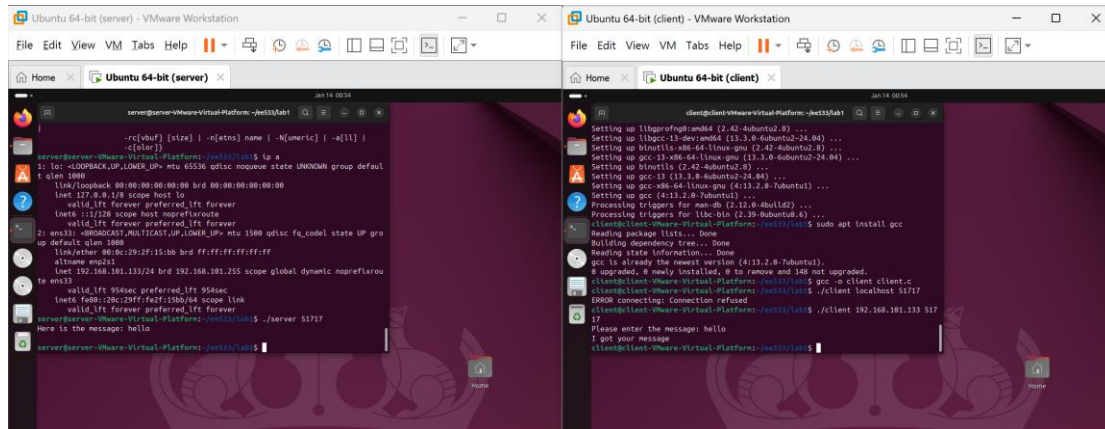 Ubuntu 64-bit (server) - VMware Workstation
File Edit View VM Tabs Help
Home
Ubuntu 64-bit (server)
Jan 14 00:54
server@server-VMware-Virtual-Platform: ~/ee533/lab1
-rc[vbuf] [size] | -n[etns] name | -N[umeric] | -a[ll] |
-c[olor]}
server@server-VMware-Virtual-Platform:~/ee533/lab1$ ip a
1: lo: <LOOPBACK,UP,LOWER_UP> mtu 65536 qdisc noqueue state UNKNOWN group defaul
t qlen 1000
link/loopback 00:00:00:00:00:00 brd 00:00:00:00:00:00
inet 127.0.0.1/8 scope host lo
valid_lft forever preferred_lft forever
inet6 ::1/128 scope host noprefixroute
valid_lft forever preferred_lft forever
2: ens33: <BROADCAST,MULTICAST,UP,LOWER_UP> mtu 1500 qdisc fq_codel state UP gro
up default qlen 1000
link/ether 00:0c:29:2f:15:bb brd ff:ff:ff:ff:ff:ff
altname enp2s1
inet 192.168.101.133/24 brd 192.168.101.255 scope global dynamic noprefixrou
te ens33
valid_lft 954sec preferred_lft 954sec
inet6 fe80::20c:29ff:fe2f:15bb/64 scope link
valid_lft forever preferred_lft forever
server@server-VMware-Virtual-Platform:~/ee533/lab1$ ./server 51717
Here is the message: hello
server@server-VMware-Virtual-Platform:~/ee533/lab1$
Home
Ubuntu 64-bit (client) - VMware Workstation
File Edit View VM Tabs Help
Home
Ubuntu 64-bit (client)
Jan 14 00:54
client@client-VMware-Virtual-Platform: ~/ee533/lab1
Setting up libgprofng0:amd64 (2.42-4ubuntu2.8) ...
Setting up libgcc-13-dev:amd64 (13.3.0-6ubuntu2~24.04) ...
Setting up binutils-x86-64-linux-gnu (2.42-4ubuntu2.8) ...
Setting up gcc-13-x86-64-linux-gnu (13.3.0-6ubuntu2~24.04) ...
Setting up binutils (2.42-4ubuntu2.8) ...
Setting up gcc-13 (13.3.0-6ubuntu2~24.04) ...
Setting up gcc-x86-64-linux-gnu (4:13.2.0-7ubuntu1) ...
Setting up gcc (4:13.2.0-7ubuntu1) ...
Processing triggers for man-db (2.12.0-4build2) ...
Processing triggers for libc-bin (2.39-0ubuntu8.6) ...
client@client-VMware-Virtual-Platform:~/ee533/lab1$ sudo apt install gcc
Reading package lists... Done
Building dependency tree... Done
Reading state information... Done
gcc is already the newest version (4:13.2.0-7ubuntu1).
0 upgraded, 0 newly installed, 0 to remove and 148 not upgraded.
client@client-VMware-Virtual-Platform:~/ee533/lab1$ gcc -o client client.c
client@client-VMware-Virtual-Platform:~/ee533/lab1$ ./client localhost 51717
ERROR connecting: Connection refused
client@client-VMware-Virtual-Platform:~/ee533/lab1$ ./client 192.168.101.133 517
17
Please enter the message: hello
I got your message
client@client-VMware-Virtual-Platform:~/ee533/lab1$
Home